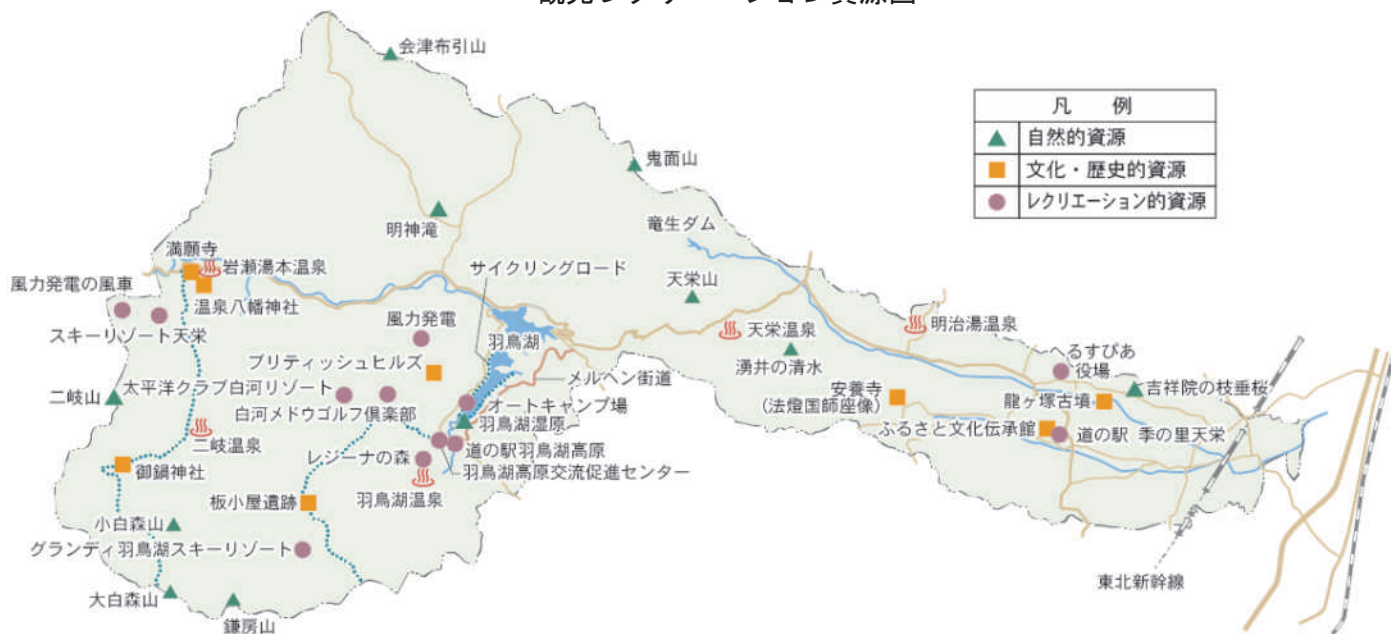 会津布引山
鬼面山
凡 例
自然的資源
文化・歴史的資源
レクリエーション的資源
明神滝
竜生ダム
満願寺
岩瀬湯本温泉
サイクリングロード
天栄山
風力発電の風車
温泉八幡神社
スキーリゾート天栄
風力発電
羽鳥湖
天栄温泉
明治湯温泉
ブリティッシュヒルズ
湧井の清水
へるすぴあ
役場
二岐山
太平洋クラブ白河リゾート
メルヘン街道
安養寺
(法燈国師座像)
吉祥院の枝垂桜
白河メドウゴルフ倶楽部
オートキャンプ場
龍ヶ塚古墳
羽鳥湖湿原
ふるさと文化伝承館
道の駅 季の里天栄
二岐温泉
道の駅羽鳥湖高原
レジーナの森
羽鳥湖高原交流促進センター
御鍋神社
羽鳥湖温泉
板小屋遺跡
小白森山
グランディ羽鳥湖スキーリゾート
東北新幹線
大白森山
鎌房山